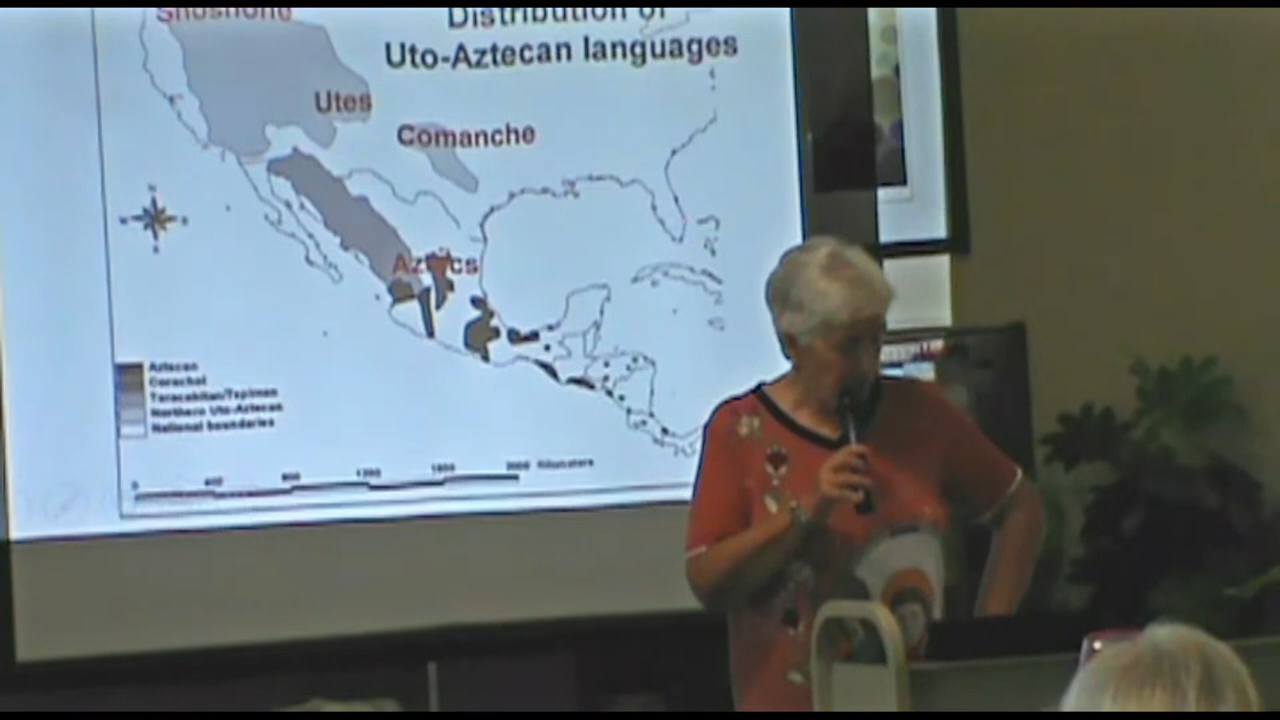 Shoshone
Distribution of
Uto-Aztecan languages
Utes
Comanche
Aztecs
Aztecan
Corachol
Taracahitan/Tepiman
Northern Uto-Aztecan
National boundaries
0 400 800 1200 1600 2000 Kilometers